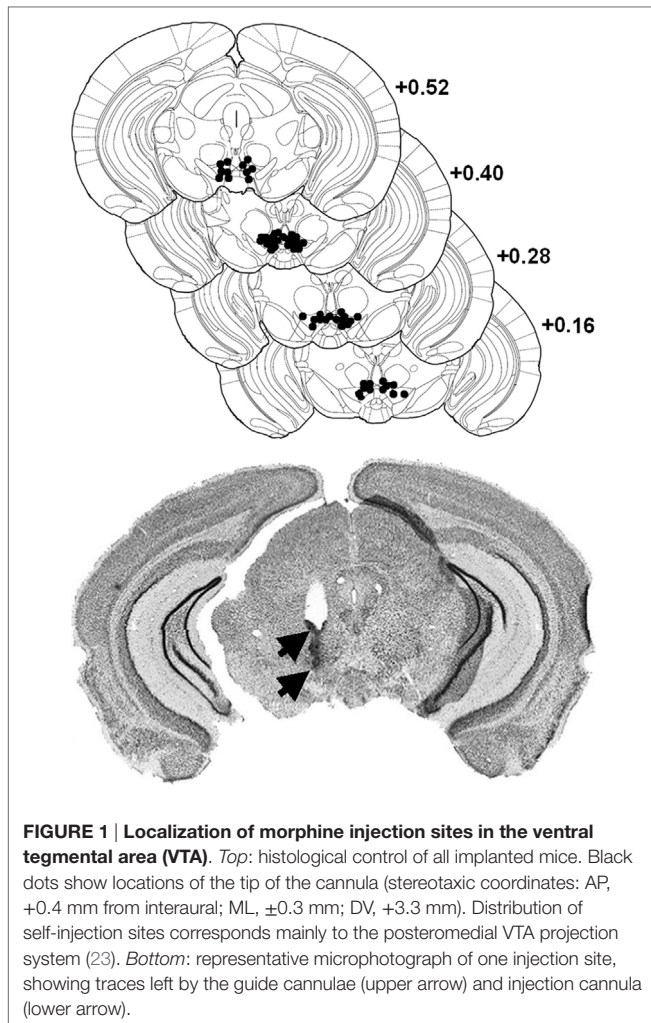 +0.52
+0.40
+0.28
+0.16
FIGURE 1 | Localization of morphine injection sites in the ventral
tegmental area (VTA). Top: histological control of all implanted mice. Black
dots show locations of the tip of the cannula (stereotaxic coordinates: AP,
+0.4 mm from interaural; ML, ±0.3 mm; DV, +3.3 mm). Distribution of
self-injection sites corresponds mainly to the posteromedial VTA projection
system (23). Bottom: representative microphotograph of one injection site,
showing traces left by the guide cannulae (upper arrow) and injection cannula
(lower arrow).